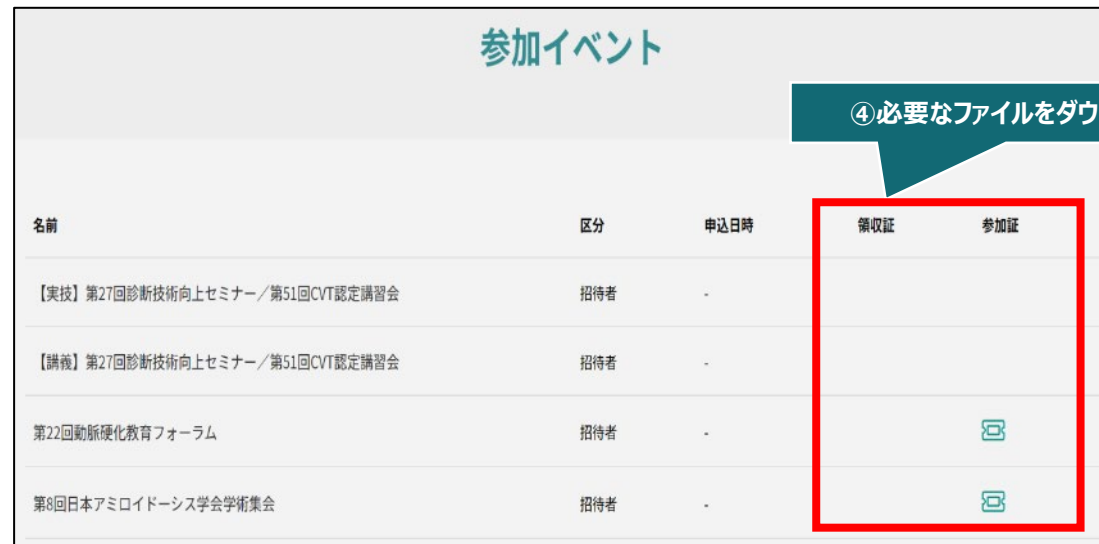 参加イベント
④必要なファイルをダウ
名前 区分 申込日時 領収証 参加証
【実技】第27回診断技術向上セミナー／第51回CVT認定講習会 招待者 -
【講義】第27回診断技術向上セミナー／第51回CVT認定講習会 招待者 -
第22回動脈硬化教育フォーラム 招待者 -
第8回日本アミロイドーシス学会学術集会 招待者 -